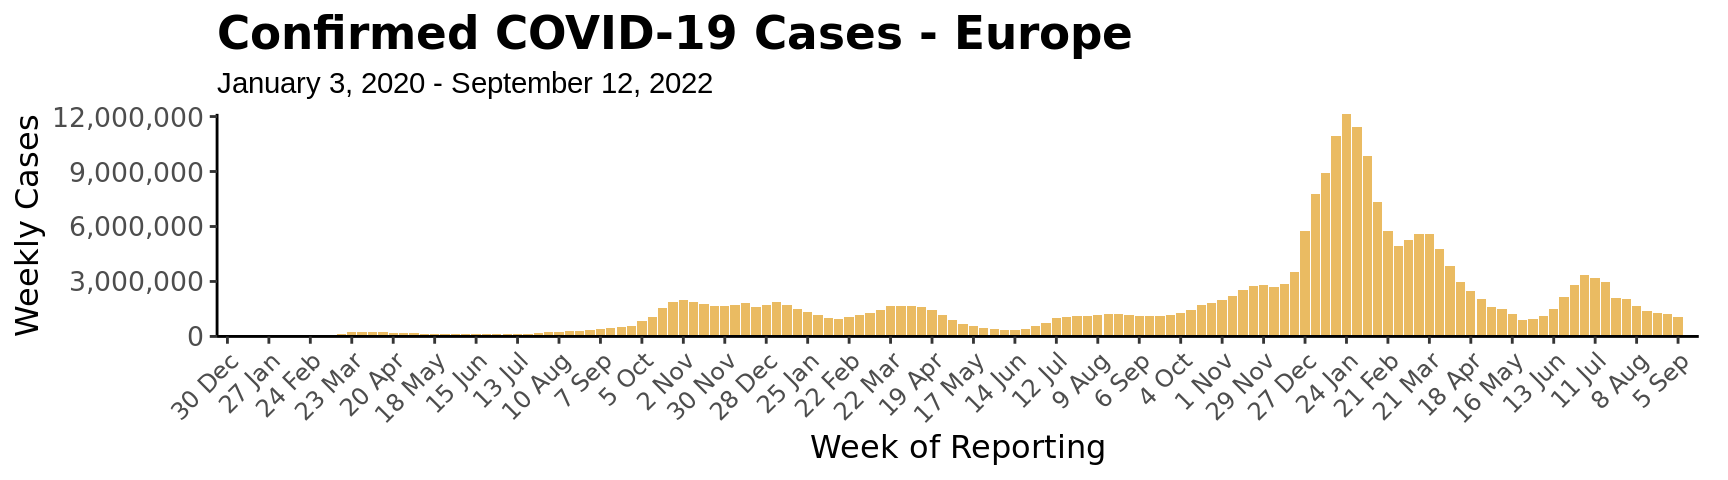 Confirmed COVID-19 Cases - Europe
January 3, 2020 - September 12, 2022
Weekly Cases
12,000,000
9,000,000
6,000,000
3,000,000
0
30 Dec
27 Jan
24 Feb
23 Mar
20 Apr
18 May
15 Jun
13 Jul
10 Aug
7 Sep
5 Oct
2 Nov
30 Nov
28 Dec
25 Jan
22 Feb
22 Mar
19 Apr
17 May
14 Jun
12 Jul
9 Aug
6 Sep
4 Oct
1 Nov
29 Nov
27 Dec
24 Jan
21 Feb
21 Mar
18 Apr
16 May
13 Jun
11 Jul
8 Aug
5 Sep
Week of Reporting